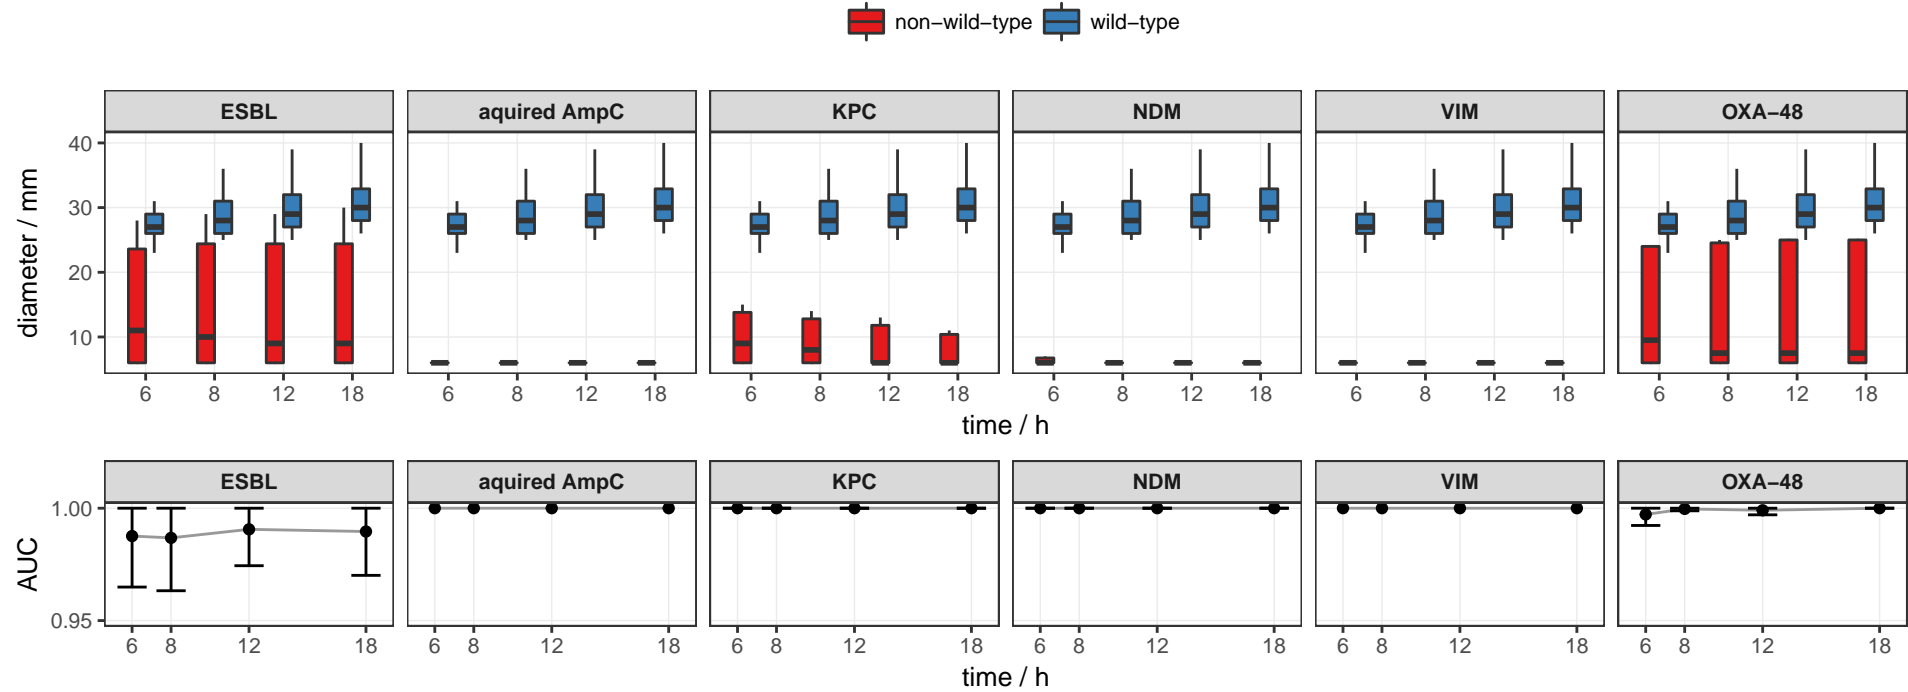 non−wild−type wild−type
ESBL aquired AmpC KPC NDM VIM OXA−48
diameter / mm
40
30
20
10
6 8 12 18 6 8 12 18 6 8 12 18 6 8 12 18 6 8 12 18 6 8 12 18
time / h
ESBL aquired AmpC KPC NDM VIM OXA−48
AUC
1.00
0.95
6 8 12 18 6 8 12 18 6 8 12 18 6 8 12 18 6 8 12 18 6 8 12 18
time / h